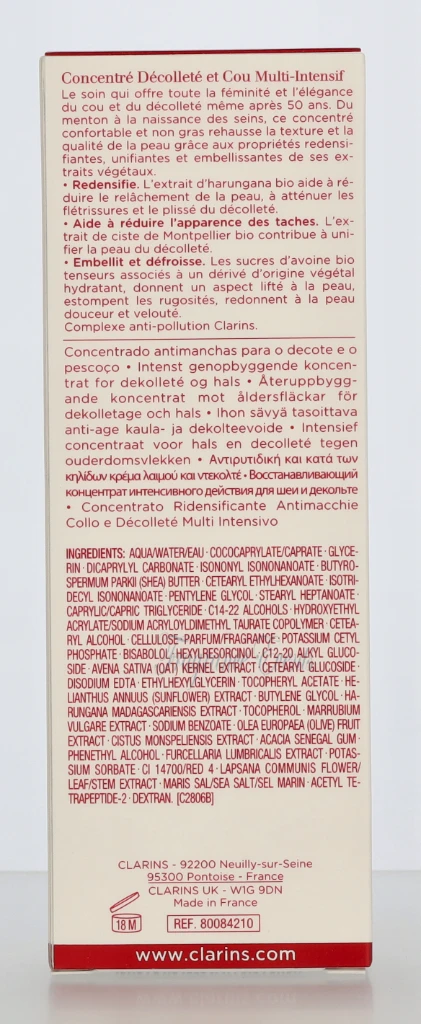 Concentré Décolleté et Cou Multi-Intensif
Le soin qui offre toute la féminité et l'élégance
du cou et du décolleté même après 50 ans. Du
menton à la naissance des seins, ce concentré
confortable et non gras rehausse la texture et la
qualité de la peau grâce aux propriétés redensi-
fiantes, unifiantes et embellissantes de ses ex-
traits végétaux.
• Redensifie. L'extrait d'harungana bio aide à ré-
duire le relâchement de la peau, à atténuer les
flétrissures et le plissé du décolleté.
• Aide à réduire l'apparence des taches. L'ex-
trait de ciste de Montpellier bio contribue à uni-
fier la peau du décolleté.
• Embellit et défroisse. Les sucres d'avoine bio
tenseurs associés à un dérivé d'origine végétal
hydratant, donnent un aspect lifté à la peau,
estompent les rugosités, redonnent à la peau
douceur et velouté.
Complexe anti-pollution Clarins.
Concentrado antimanchas para o decote e o
pescoço • Intenst genopbyggende koncen-
trat for dekolleté og hals • Återuppbygg-
ande koncentrat mot åldersfläckar för
dekolletage och hals • Ihon sävyä tasoittava
anti-age kaula- ja dekolteevoide • Intensief
concentraat voor hals en decolleté tegen
ouderdomsvlekken • Αντιρυτιδική και κατά των
κηλίδων κρέμα λαιμού και ντεκολτέ • Восстанавливающий
концентрат интенсивного действия для шеи и декольте
• Concentrato Ridensificante Antimacchie
Collo e Décolleté Multi Intensivo
INGREDIENTS: AQUA/WATER/EAU · COCOCAPRYLATE/CAPRATE · GLYCE-
RIN · DICAPRYLYL CARBONATE · ISONONYL ISONONANOATE · BUTYRO-
SPERMUM PARKII (SHEA) BUTTER · CETEARYL ETHYLHEXANOATE · ISOTRI-
DECYL ISONONANOATE · PENTYLENE GLYCOL · STEARYL HEPTANOATE ·
CAPRYLIC/CAPRIC TRIGLYCERIDE · C14-22 ALCOHOLS · HYDROXYETHYL
ACRYLATE/SODIUM ACRYLOYLDIMETHYL TAURATE COPOLYMER · CETEA-
RYL ALCOHOL · CELLULOSE · PARFUM/FRAGRANCE · POTASSIUM CETYL
PHOSPHATE · BISABOLOL · HEXYLRESORCINOL · C12-20 ALKYL GLUCO-
SIDE · AVENA SATIVA (OAT) KERNEL EXTRACT · CETEARYL GLUCOSIDE ·
DISODIUM EDTA · ETHYLHEXYLGLYCERIN · TOCOPHERYL ACETATE · HE-
LIANTHUS ANNUUS (SUNFLOWER) EXTRACT · BUTYLENE GLYCOL · HA-
RUNGANA MADAGASCARIENSIS EXTRACT · TOCOPHEROL · MARRUBIUM
VULGARE EXTRACT · SODIUM BENZOATE · OLEA EUROPAEA (OLIVE) FRUIT
EXTRACT · CISTUS MONSPELIENSIS EXTRACT · ACACIA SENEGAL GUM ·
PHENETHYL ALCOHOL · FURCELLARIA LUMBRICALIS EXTRACT · POTAS-
SIUM SORBATE · CI 14700/RED 4 · LAPSANA COMMUNIS FLOWER/
LEAF/STEM EXTRACT · MARIS SAL/SEA SALT/SEL MARIN · ACETYL TE-
TRAPEPTIDE-2 · DEXTRAN. [C2806B]
CLARINS - 92200 Neuilly-sur-Seine
95300 Pontoise - France
CLARINS UK - W1G 9DN
Made in France
18 M
REF. 80084210
www.clarins.com